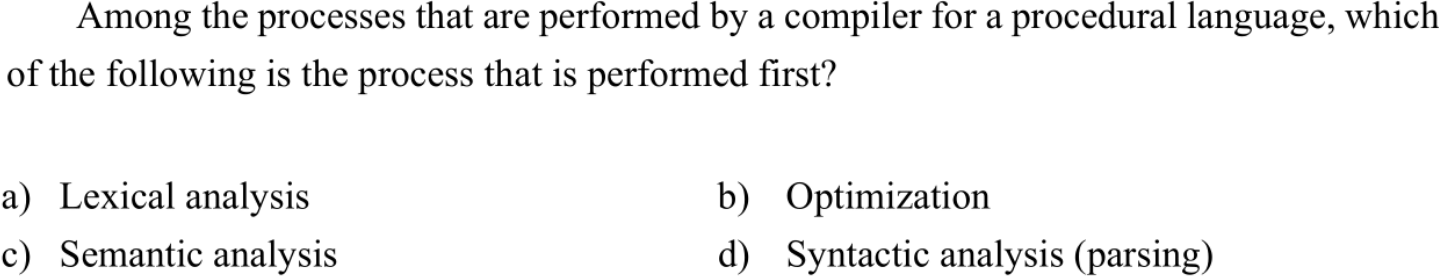 Among the processes that are performed by a compiler for a procedural language, which
of the following is the process that is performed first?
a) Lexical analysis b) Optimization
c) Semantic analysis d) Syntactic analysis (parsing)